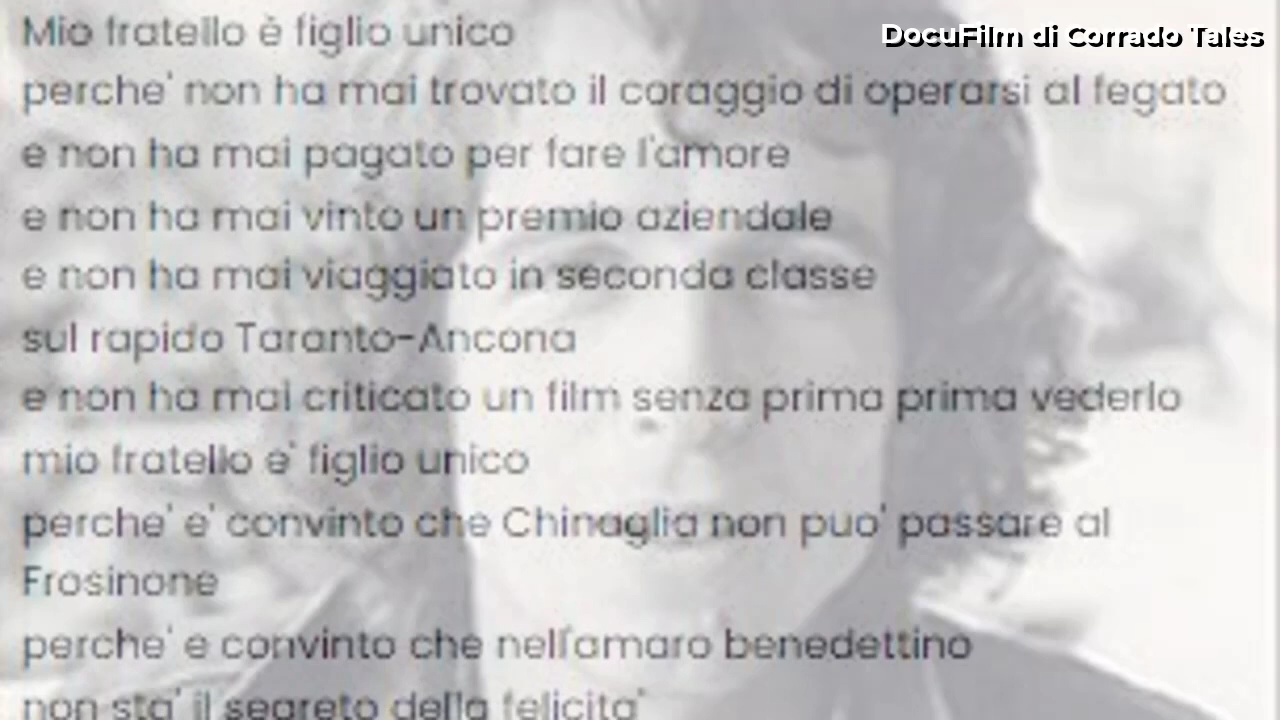 DocuFilm di Corrado Tales
Mio fratello è figlio unico
perche' non ha mai trovato il coraggio di operarsi al fegato
e non ha mai pagato per fare l'amore
e non ha mai vinto un premio aziendale
e non ha mai viaggiato in seconda classe
sul rapido Taranto-Ancona
e non ha mai criticato un film senza prima prima vederlo
mio fratello e' figlio unico
perche' e' convinto che Chinaglia non puo' passare al
Frosinone
perche' e convinto che nell'amaro benedettino
non sta' il segreto della felicita'